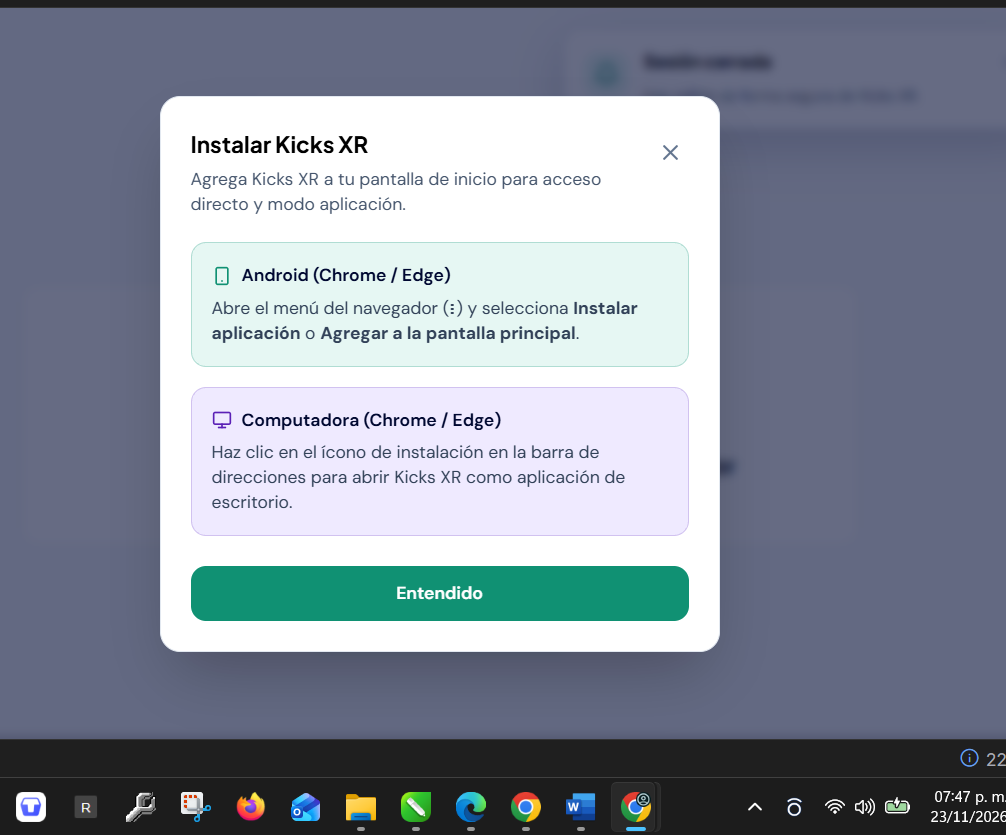 Sesión cerrada
Instalar Kicks XR
Agrega Kicks XR a tu pantalla de inicio para acceso
directo y modo aplicación.
Android (Chrome / Edge)
Abre el menú del navegador (⋮) y selecciona Instalar
aplicación o Agregar a la pantalla principal.
Computadora (Chrome / Edge)
Haz clic en el ícono de instalación en la barra de
direcciones para abrir Kicks XR como aplicación de
escritorio.
Entendido
22
R
W
07:47 p. m.
23/11/202